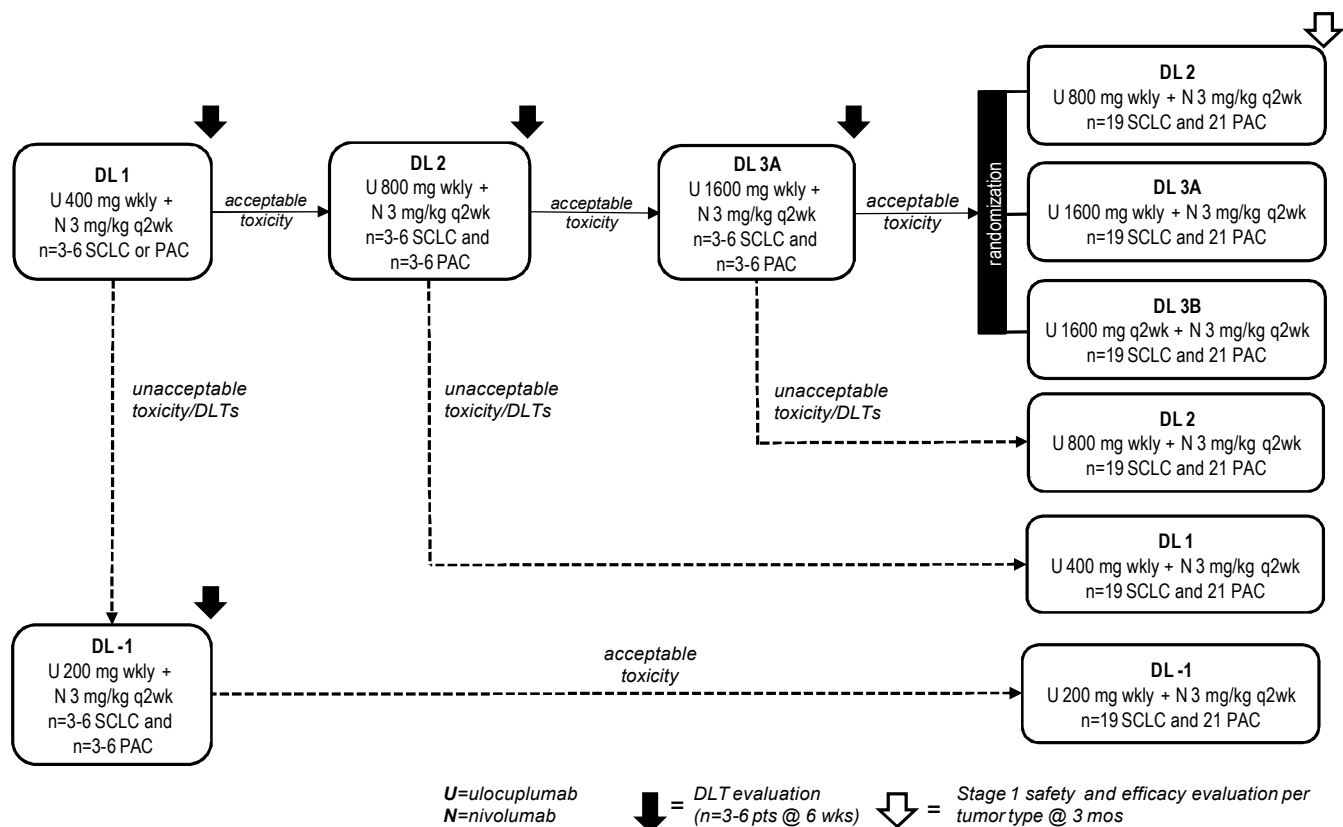 DL 1
U 400 mg wkly +
N 3 mg/kg q2wk
n=3-6 SCLC or PAC
acceptable
toxicity
DL 2
U 800 mg wkly +
N 3 mg/kg q2wk
n=3-6 SCLC and
n=3-6 PAC
acceptable
toxicity
DL 3A
U 1600 mg wkly +
N 3 mg/kg q2wk
n=3-6 SCLC and
n=3-6 PAC
acceptable
toxicity
randomization
DL 2
U 800 mg wkly + N 3 mg/kg q2wk
n=19 SCLC and 21 PAC
DL 3A
U 1600 mg wkly + N 3 mg/kg q2wk
n=19 SCLC and 21 PAC
DL 3B
U 1600 mg q2wk + N 3 mg/kg q2wk
n=19 SCLC and 21 PAC
unacceptable
toxicity/DLTs
unacceptable
toxicity/DLTs
unacceptable
toxicity/DLTs
DL 2
U 800 mg wkly + N 3 mg/kg q2wk
n=19 SCLC and 21 PAC
DL 1
U 400 mg wkly + N 3 mg/kg q2wk
n=19 SCLC and 21 PAC
DL -1
U 200 mg wkly +
N 3 mg/kg q2wk
n=3-6 SCLC and
n=3-6 PAC
acceptable
toxicity
DL -1
U 200 mg wkly + N 3 mg/kg q2wk
n=19 SCLC and 21 PAC
U=ulocuplumab
N=nivolumab
= DLT evaluation
(n=3-6 pts @ 6 wks)
= Stage 1 safety and efficacy evaluation per
tumor type @ 3 mos